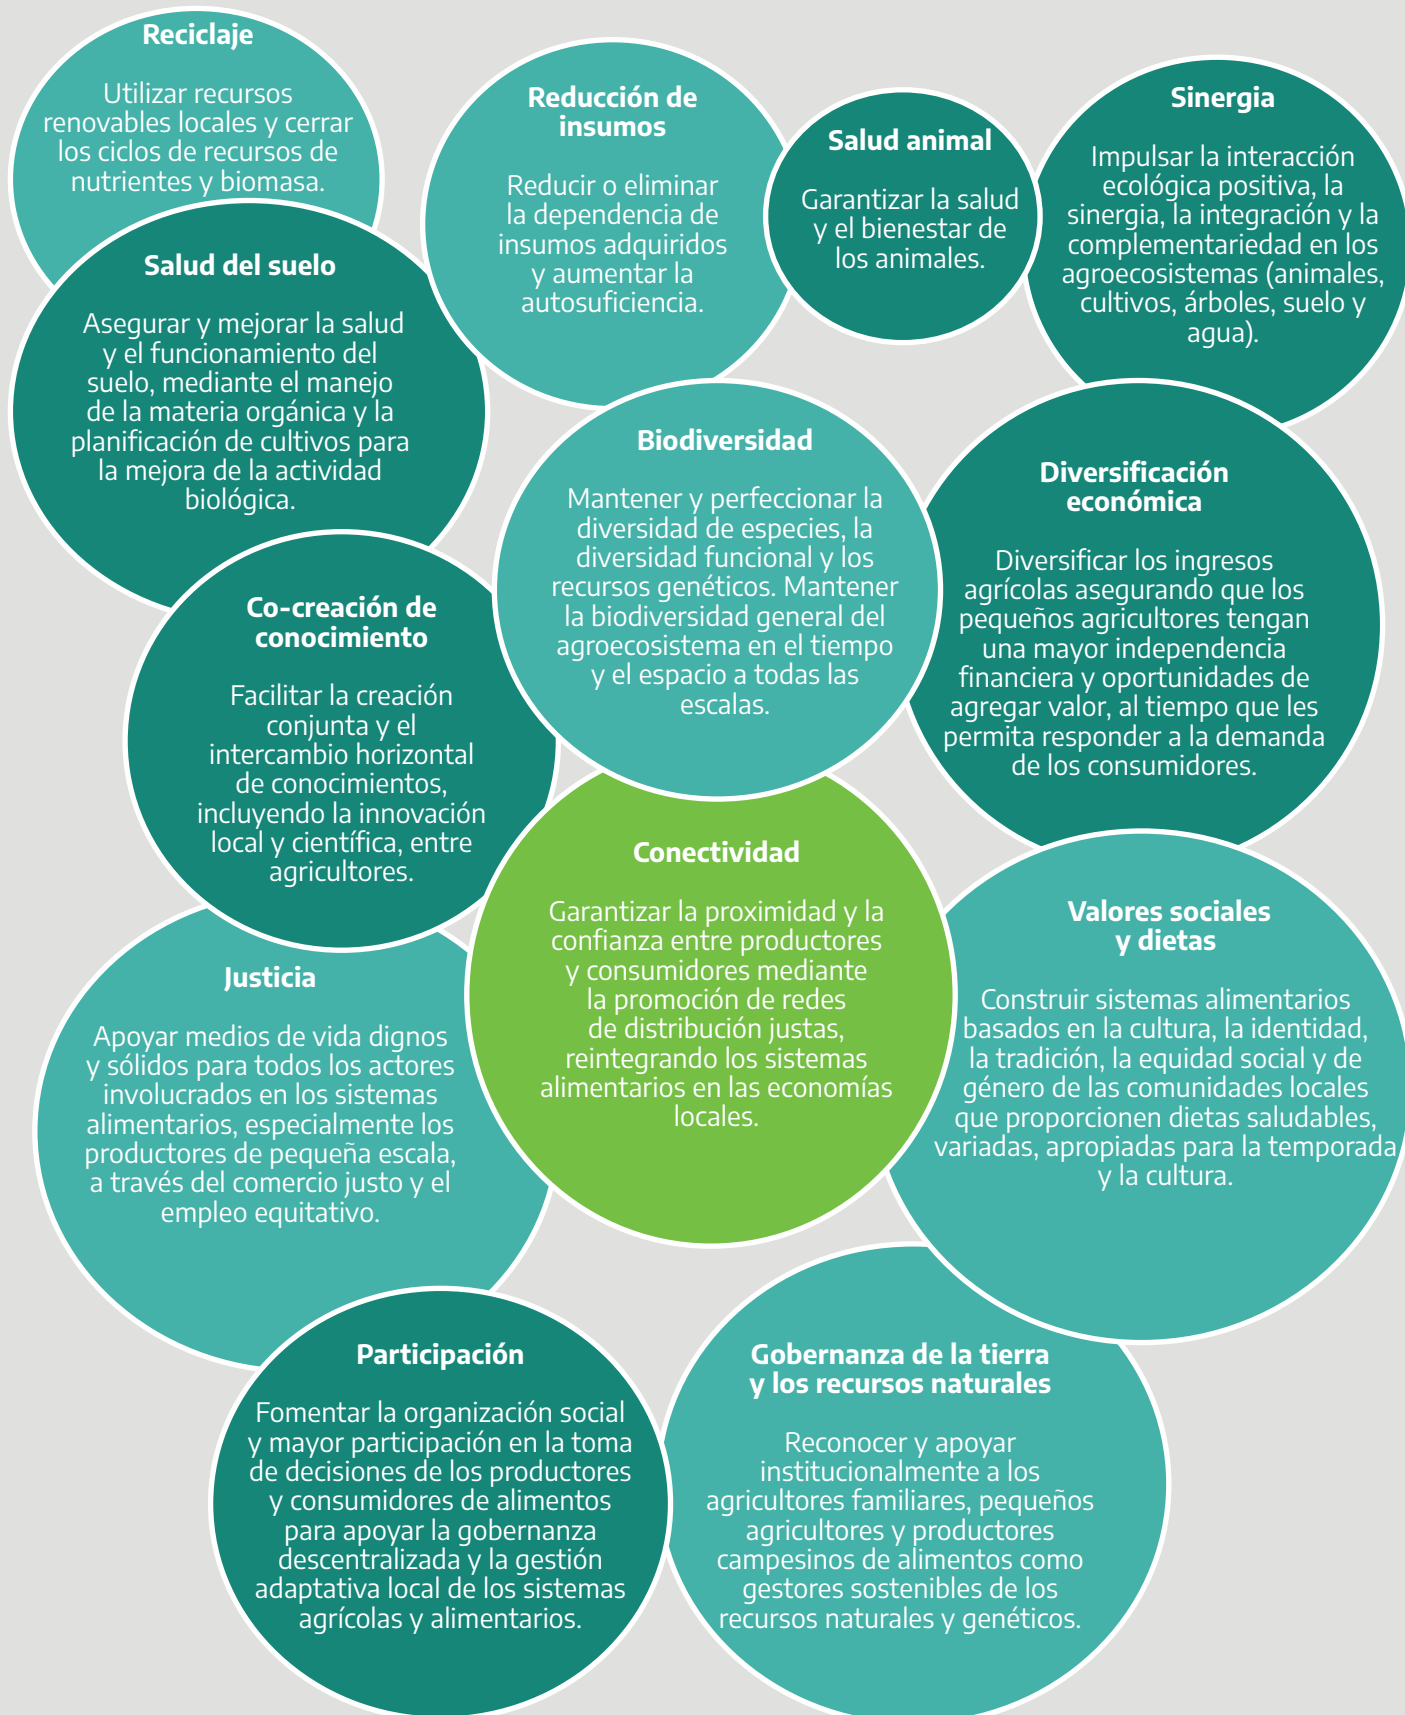 Reciclaje
Utilizar recursos
renovables locales y cerrar
los ciclos de recursos de
nutrientes y biomasa.
Reducción de
insumos
Reducir o eliminar
la dependencia de
insumos adquiridos
y aumentar la
autosuficiencia.
Salud animal
Garantizar la salud
y el bienestar de
los animales.
Sinergia
Impulsar la interacción
ecológica positiva, la
sinergia, la integración y la
complementariedad en los
agroecosistemas (animales,
cultivos, árboles, suelo y
agua).
Salud del suelo
Asegurar y mejorar la salud
y el funcionamiento del
suelo, mediante el manejo
de la materia orgánica y la
planificación de cultivos para
la mejora de la actividad
biológica.
Biodiversidad
Mantener y perfeccionar la
diversidad de especies, la
diversidad funcional y los
recursos genéticos. Mantener
la biodiversidad general del
agroecosistema en el tiempo
y el espacio a todas las
escalas.
Diversificación
económica
Diversificar los ingresos
agrícolas asegurando que los
pequeños agricultores tengan
una mayor independencia
financiera y oportunidades de
agregar valor, al tiempo que les
permita responder a la demanda
de los consumidores.
Co-creación de
conocimiento
Facilitar la creación
conjunta y el
intercambio horizontal
de conocimientos,
incluyendo la innovación
local y científica, entre
agricultores.
Conectividad
Garantizar la proximidad y la
confianza entre productores
y consumidores mediante
la promoción de redes
de distribución justas,
reintegrando los sistemas
alimentarios en las economías
locales.
Valores sociales
y dietas
Construir sistemas alimentarios
basados en la cultura, la identidad,
la tradición, la equidad social y de
género de las comunidades locales
que proporcionen dietas saludables,
variadas, apropiadas para la temporada
y la cultura.
Justicia
Apoyar medios de vida dignos
y sólidos para todos los actores
involucrados en los sistemas
alimentarios, especialmente los
productores de pequeña escala,
a través del comercio justo y el
empleo equitativo.
Participación
Fomentar la organización social
y mayor participación en la toma
de decisiones de los productores
y consumidores de alimentos
para apoyar la gobernanza
descentralizada y la gestión
adaptativa local de los sistemas
agrícolas y alimentarios.
Gobernanza de la tierra
y los recursos naturales
Reconocer y apoyar
institucionalmente a los
agricultores familiares, pequeños
agricultores y productores
campesinos de alimentos como
gestores sostenibles de los
recursos naturales y genéticos.